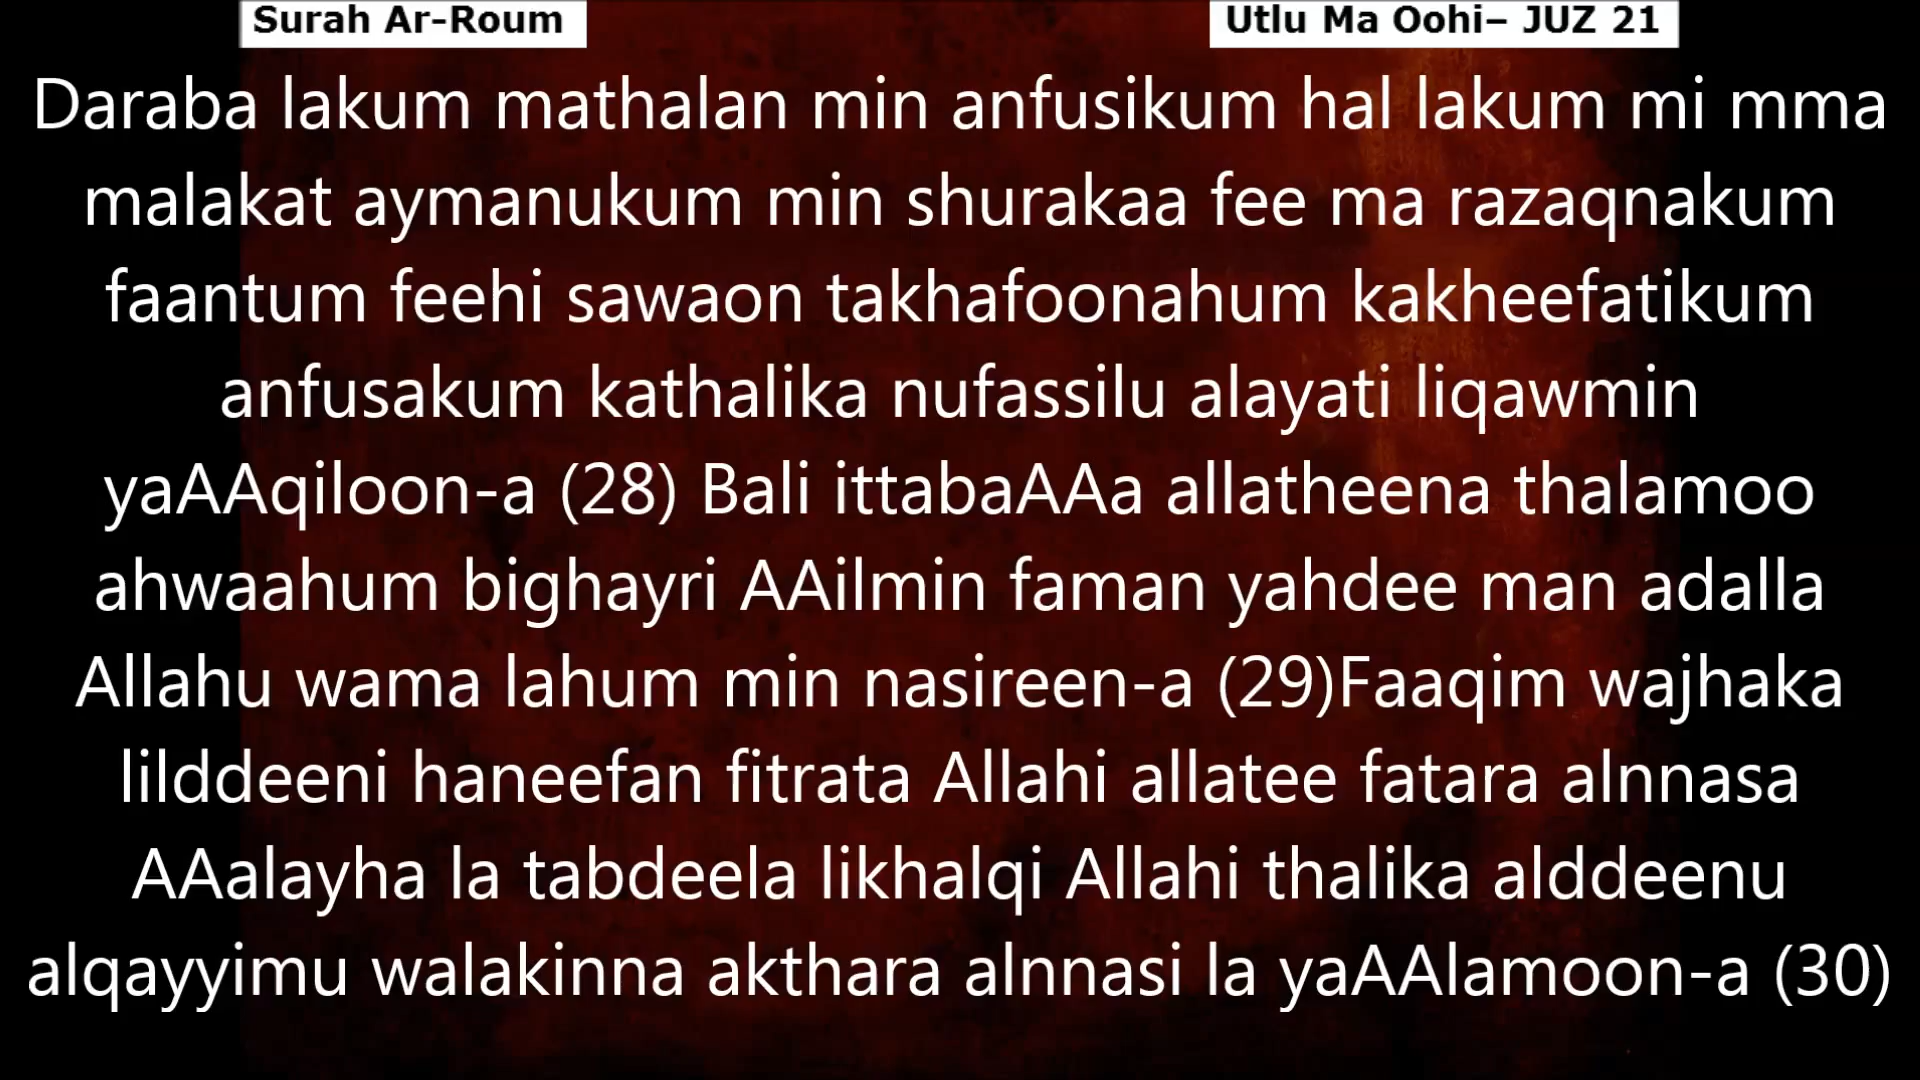 Surah Ar-Roum
Utlu Ma Oohi– JUZ 21
Daraba lakum mathalan min anfusikum hal lakum mi mma
malakat aymanukum min shurakaa fee ma razaqnakum
faantum feehi sawaon takhafoonahum kakheefatikum
anfusakum kathalika nufassilu alayati liqawmin
yaAAqiloon-a (28) Bali ittabaAAa allatheena thalamoo
ahwaahum bighayri AAilmin faman yahdee man adalla
Allahu wama lahum min nasireen-a (29)Faaqim wajhaka
lilddeeni haneefan fitrata Allahi allatee fatara alnnasa
AAalayha la tabdeela likhalqi Allahi thalika alddeenu
alqayyimu walakinna akthara alnnasi la yaAAlamoon-a (30)